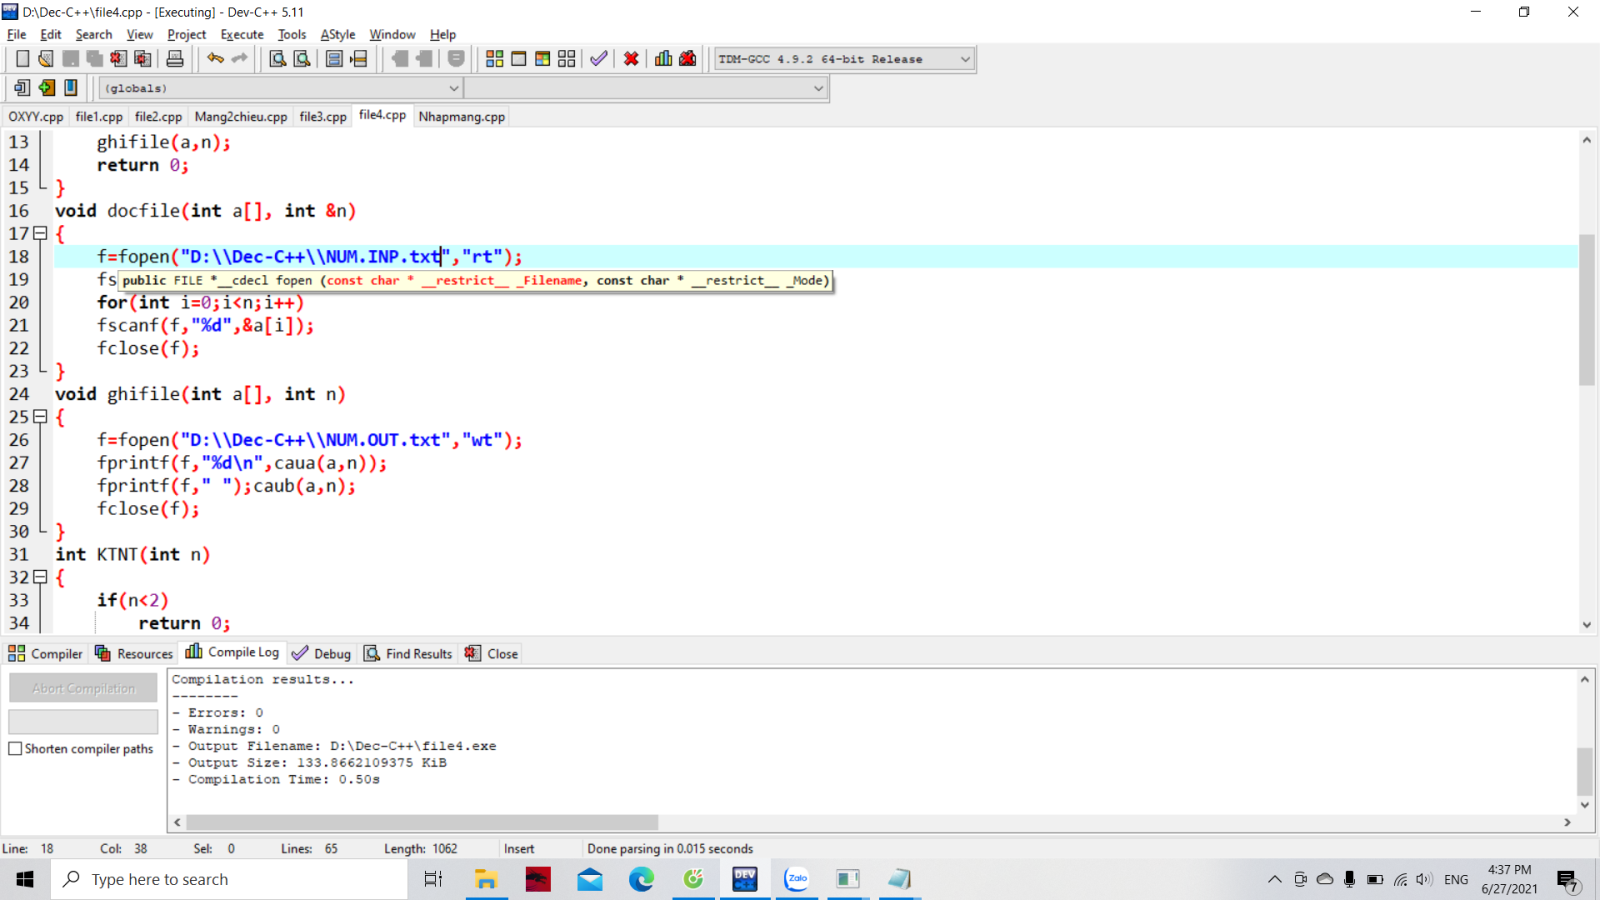 D:\Dec-C++\file4.cpp - [Executing] - Dev-C++ 5.11
File Edit Search View Project Execute Tools AStyle Window Help
TDM-GCC 4.9.2 64-bit Release
(globals)
OXYY.cpp file1.cpp file2.cpp Mang2chieu.cpp file3.cpp file4.cpp Nhapmang.cpp
13 ghifile(a,n);
14 return 0;
15 }
16 void docfile(int a[], int &n)
17 {
18 f=fopen("D:\\Dec-C++\\NUM.INP.txt","rt");
19 fs
public FILE *__cdecl fopen (const char * __restrict__ _Filename, const char * __restrict__ _Mode)
20 for(int i=0;i<n;i++)
21 fscanf(f,"%d",&a[i]);
22 fclose(f);
23 }
24 void ghifile(int a[], int n)
25 {
26 f=fopen("D:\\Dec-C++\\NUM.OUT.txt","wt");
27 fprintf(f,"%d\n",caua(a,n));
28 fprintf(f," ");caub(a,n);
29 fclose(f);
30 }
31 int KTNT(int n)
32 {
33 if(n<2)
34 return 0;
Compiler Resources Compile Log Debug Find Results Close
Abort Compilation
Shorten compiler paths
Compilation results...
--------
- Errors: 0
- Warnings: 0
- Output Filename: D:\Dec-C++\file4.exe
- Output Size: 133.8662109375 KiB
- Compilation Time: 0.50s
Line: 18 Col: 38 Sel: 0 Lines: 65 Length: 1062 Insert Done parsing in 0.015 seconds
Type here to search
DEV
Zalo
ENG
4:37 PM
6/27/2021
7